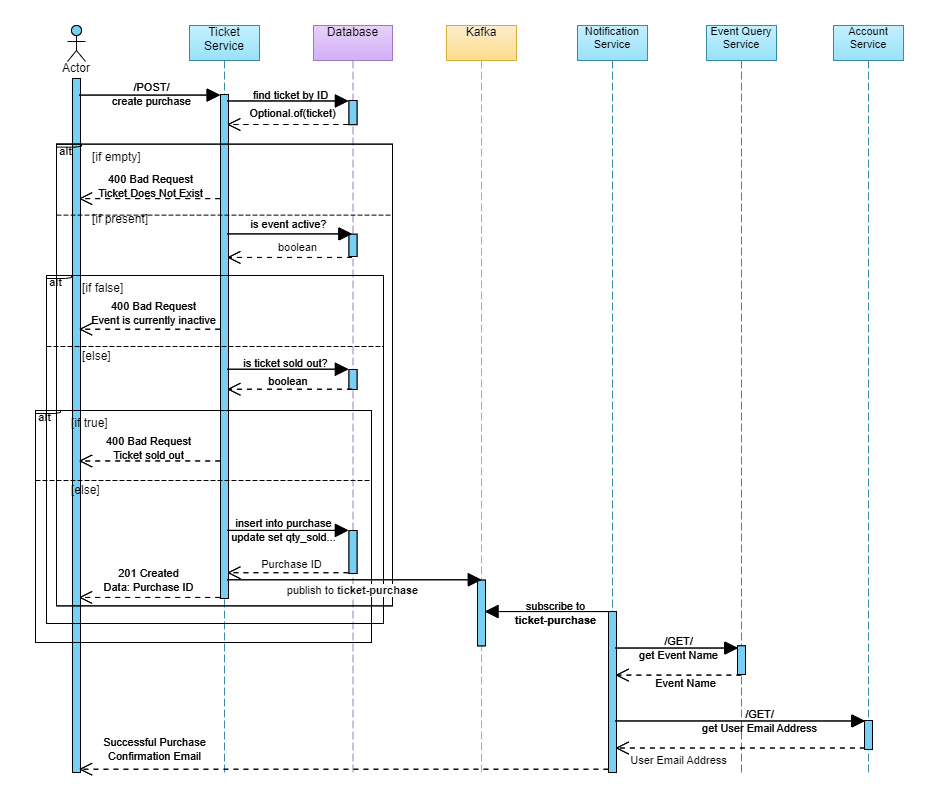 Actor
Ticket
Service
Database
Kafka
Notification
Service
Event Query
Service
Account
Service
/POST/
create purchase
find ticket by ID
Optional.of(ticket)
alt
[if empty]
400 Bad Request
Ticket Does Not Exist
[if present]
is event active?
boolean
alt
[if false]
400 Bad Request
Event is currently inactive
[else]
is ticket sold out?
boolean
alt
[if true]
400 Bad Request
Ticket sold out
[else]
insert into purchase
update set qty_sold...
Purchase ID
201 Created
Data: Purchase ID
publish to ticket-purchase
subscribe to
ticket-purchase
/GET/
get Event Name
Event Name
/GET/
get User Email Address
User Email Address
Successful Purchase
Confirmation Email